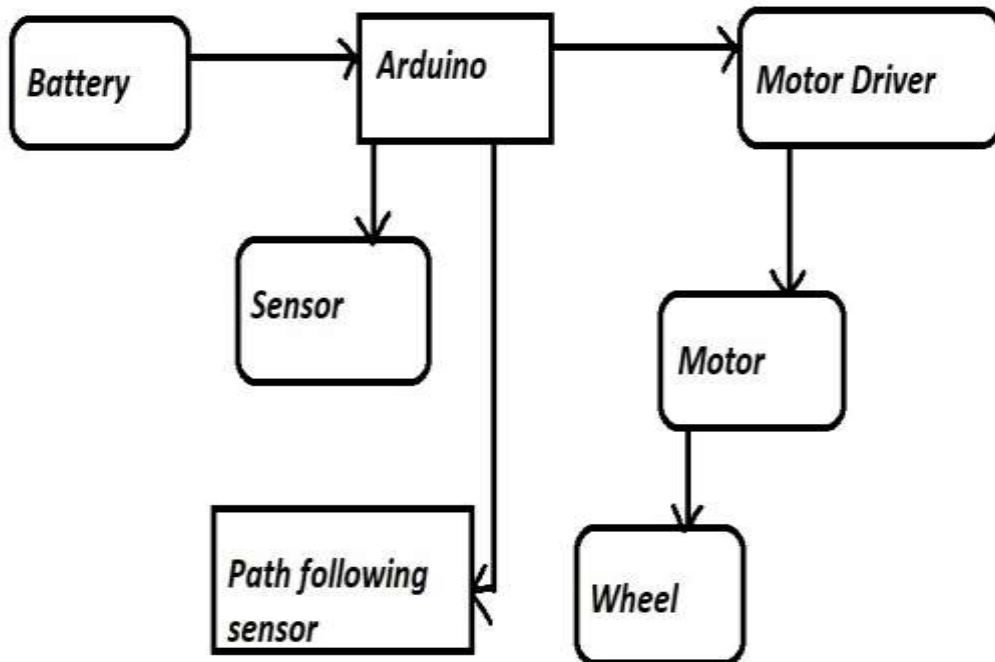 Battery
Arduino
Motor Driver
Sensor
Motor
Path following
sensor
Wheel